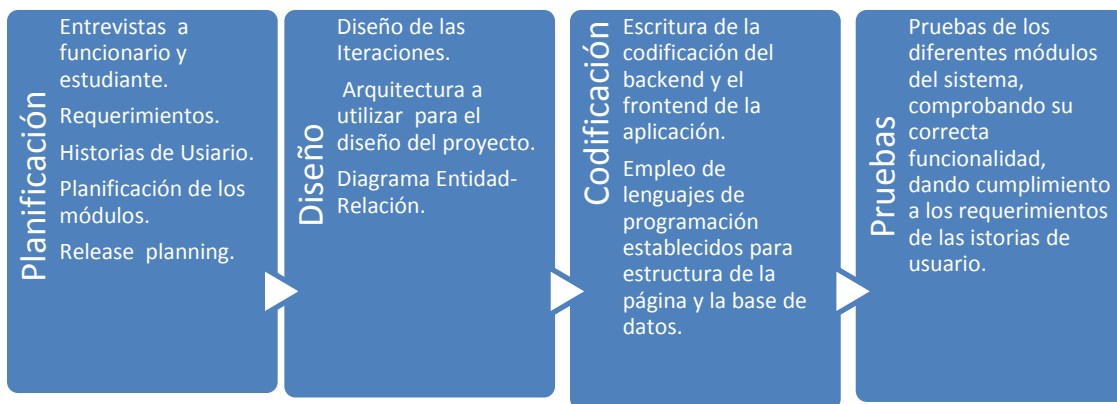 Planificación
Entrevistas a
funcionario y
estudiante.
Requerimientos.
Historias de Usiario.
Planificación de los
módulos.
Release planning.
Diseño
Diseño de las
Iteraciones.
Arquitectura a
utilizar para el
diseño del proyecto.
Diagrama Entidad-
Relación.
Codificación
Escritura de la
codificación del
backend y el
frontend de la
aplicación.
Empleo de
lenguajes de
programación
establecidos para
estructura de la
página y la base de
datos.
Pruebas
Pruebas de los
diferentes módulos
del sistema,
comprobando su
correcta
funcionalidad,
dando cumplimiento
a los requerimientos
de las istorias de
usuario.